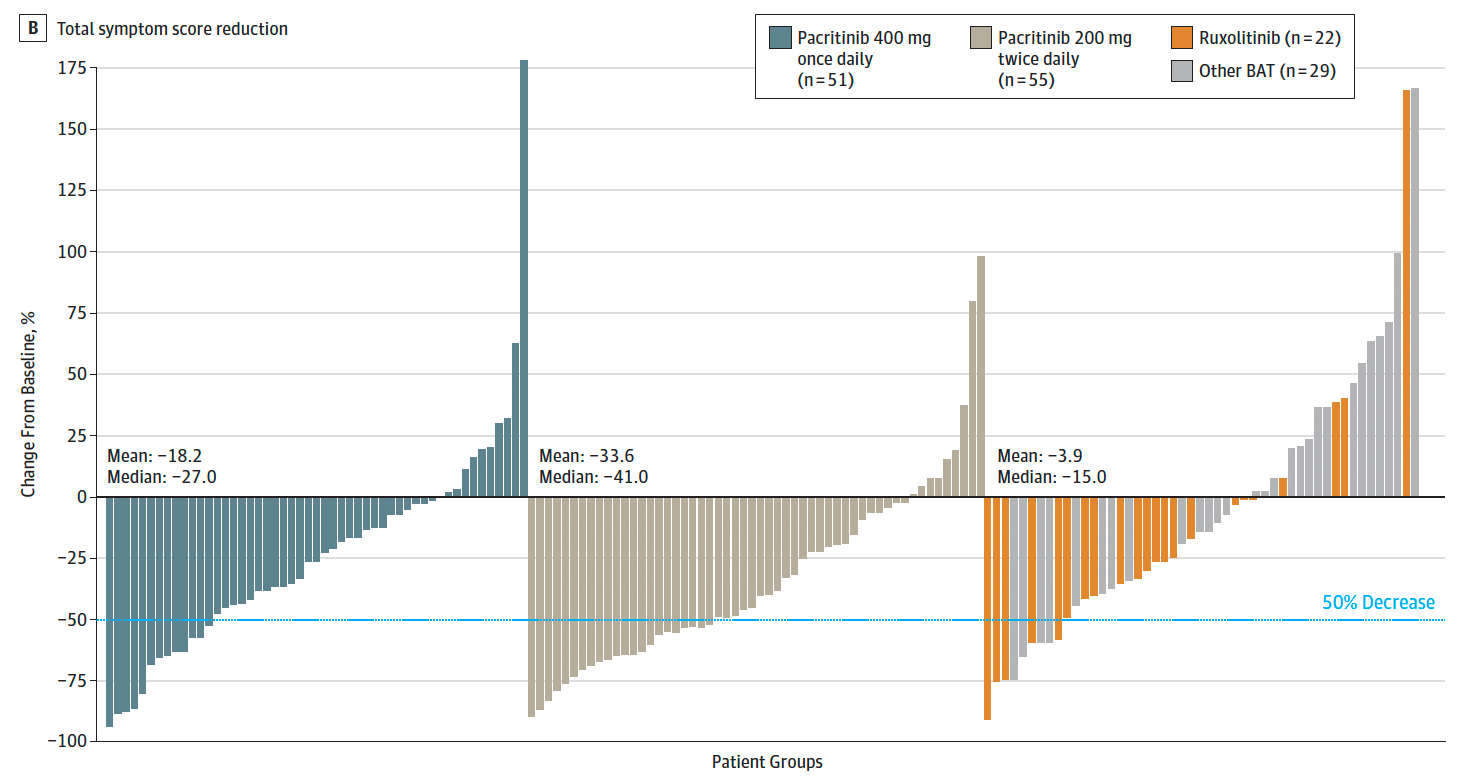 B Total symptom score reduction
Pacritinib 400 mg
once daily
(n=51)
Pacritinib 200 mg
twice daily
(n=55)
Ruxolitinib (n=22)
Other BAT (n=29)
Change From Baseline, %
175
150
125
100
75
50
25
0
−25
−50
−75
−100
Mean: −18.2
Median: −27.0
Mean: −33.6
Median: −41.0
Mean: −3.9
Median: −15.0
50% Decrease
Patient Groups